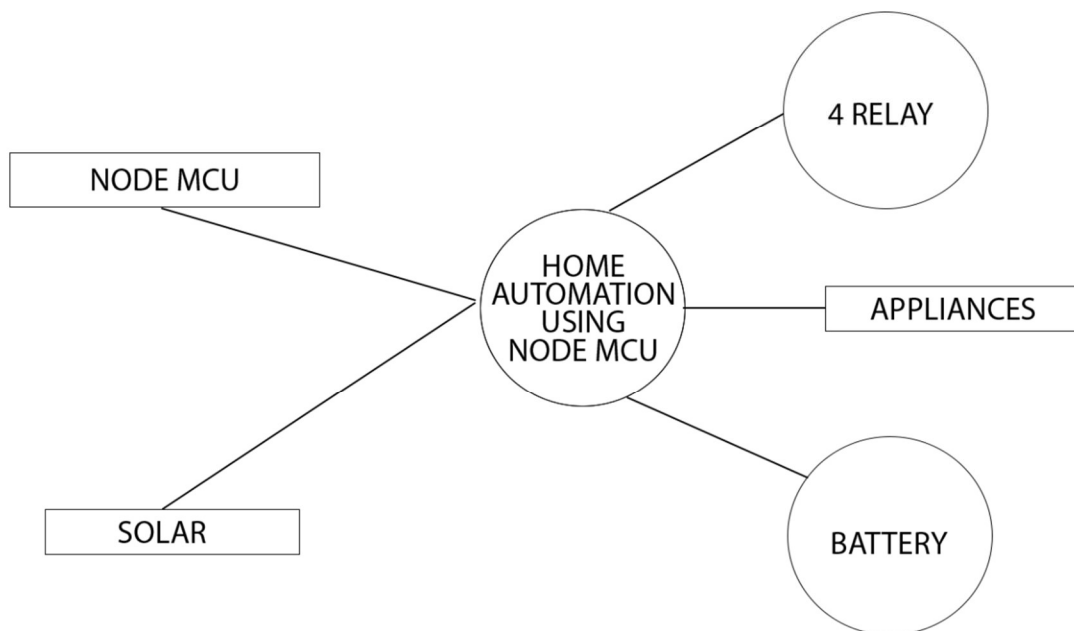 4 RELAY
NODE MCU
HOME
AUTOMATION
USING
NODE MCU
APPLIANCES
SOLAR
BATTERY